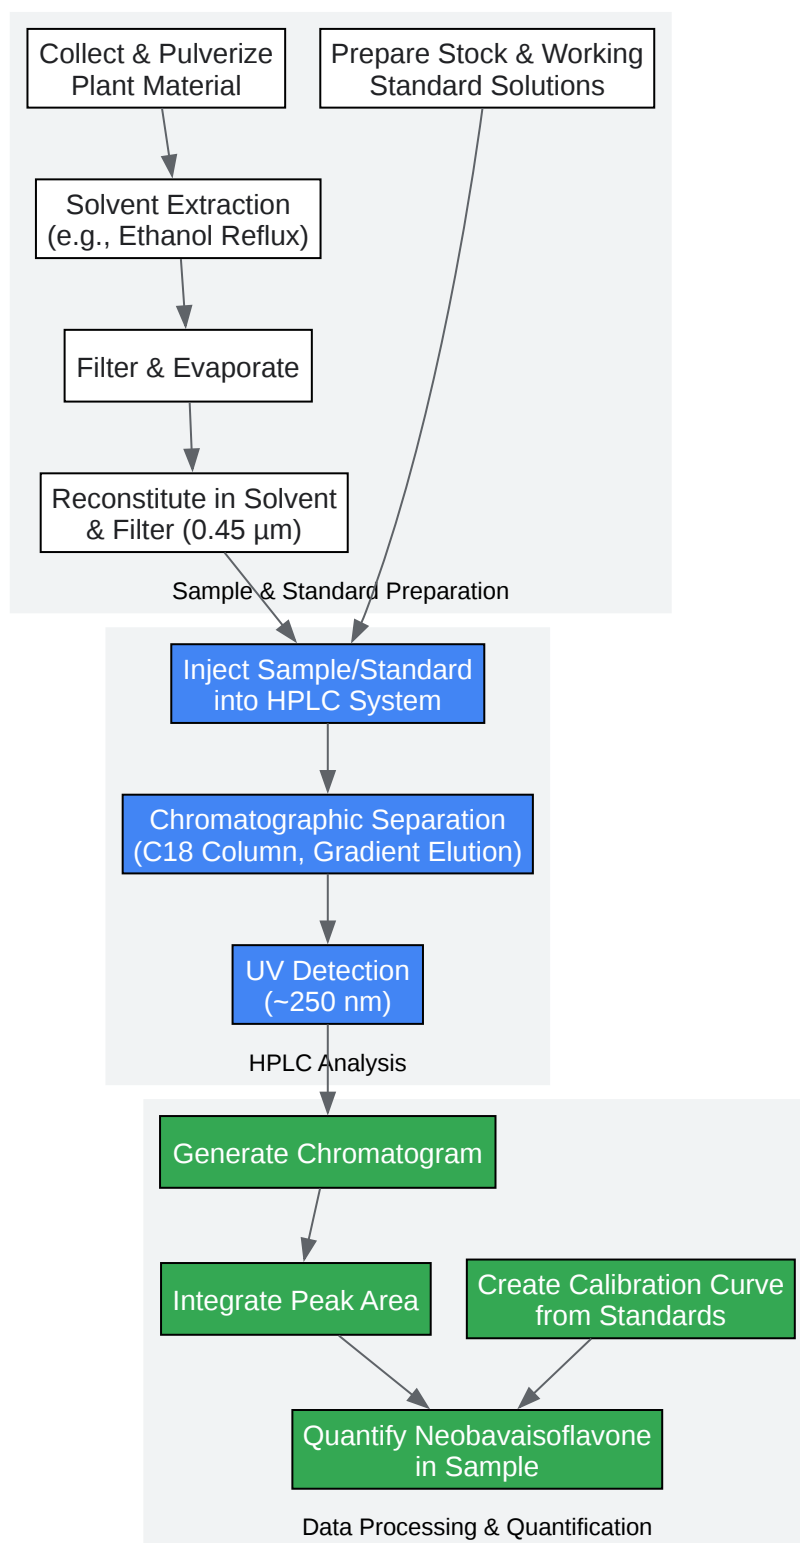 Collect & Pulverize
Plant Material
Prepare Stock & Working
Standard Solutions
Solvent Extraction
(e.g., Ethanol Reflux)
Filter & Evaporate
Reconstitute in Solvent
& Filter (0.45 µm)
Sample & Standard Preparation
Inject Sample/Standard
into HPLC System
Chromatographic Separation
(C18 Column, Gradient Elution)
UV Detection
(~250 nm)
HPLC Analysis
Generate Chromatogram
Integrate Peak Area
Create Calibration Curve
from Standards
Quantify Neobavaisoflavone
in Sample
Data Processing & Quantification